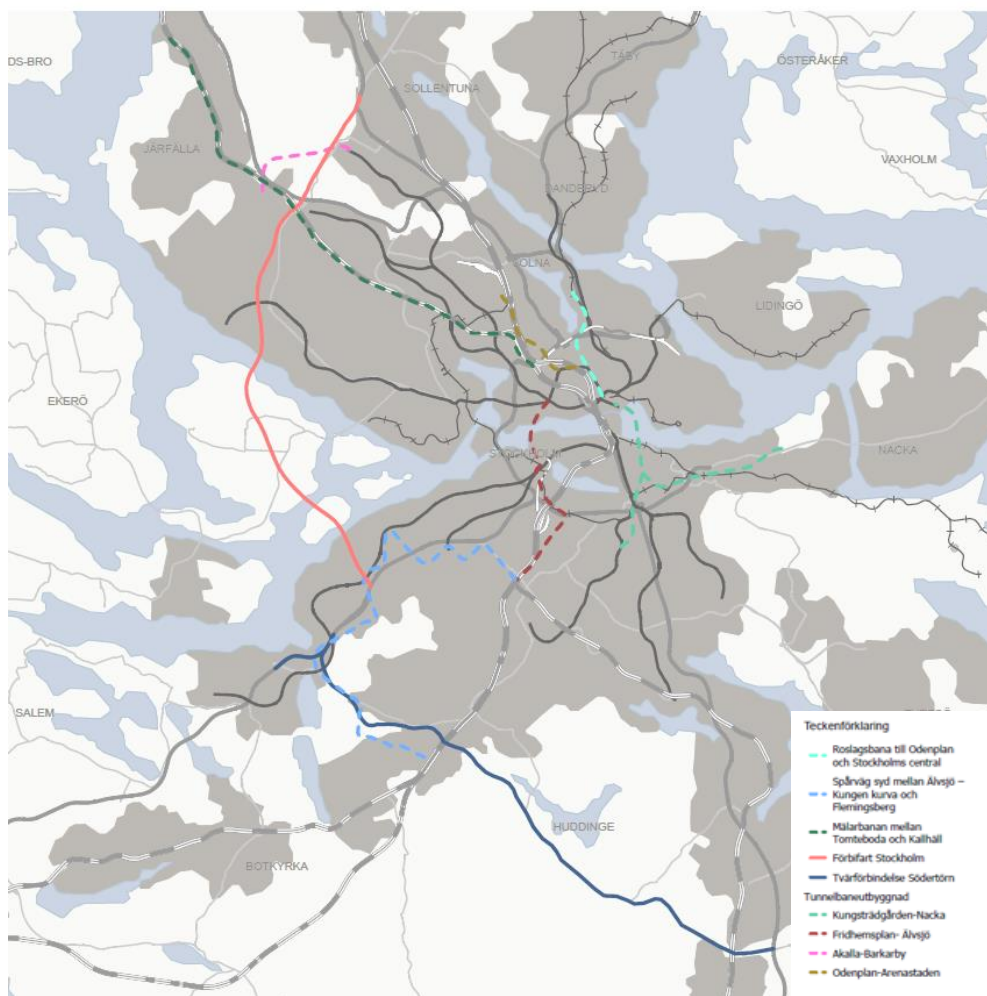 DS-BRO
TÄBY
ÖSTERÅKER
SOLLENTUNA
JÄRFÄLLA
VAXHOLM
DANDERYD
SOLNA
LIDINGÖ
EKERÖ
STOCKHOLM
NACKA
SALEM
HUDDINGE
BOTKYRKA
Teckenförklaring
Roslagsbana till Odenplan
och Stockholms central
Spårväg syd mellan Älvsjö –
Kungen kurva och
Flemingsberg
Mälarbanan mellan
Tomteboda och Kallhäll
Förbifart Stockholm
Tvärförbindelse Södertörn
Tunnelbaneutbyggnad
Kungsträdgården-Nacka
Fridhemsplan- Älvsjö
Akalla-Barkarby
Odenplan-Arenastaden